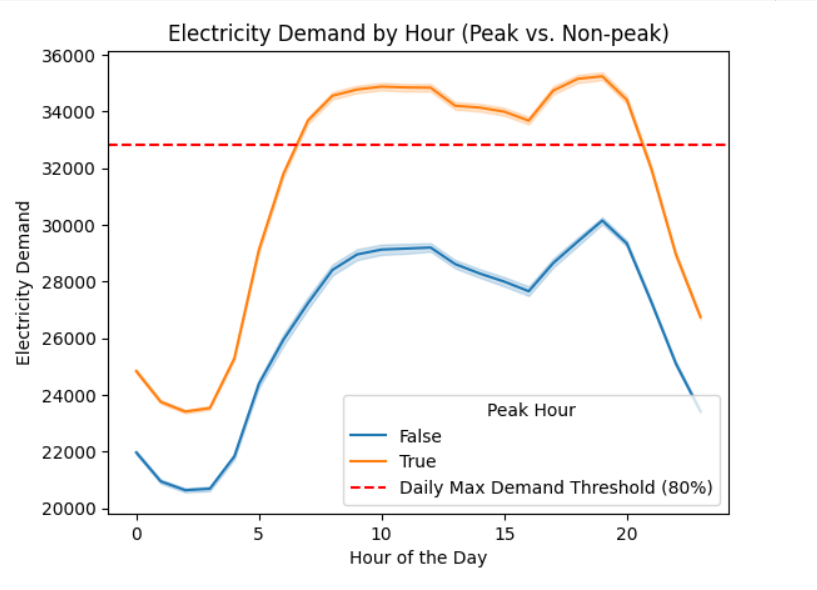 Electricity Demand by Hour (Peak vs. Non-peak)
36000
34000
32000
30000
28000
26000
24000
22000
20000
Electricity Demand
Peak Hour
False
True
Daily Max Demand Threshold (80%)
0 5 10 15 20
Hour of the Day